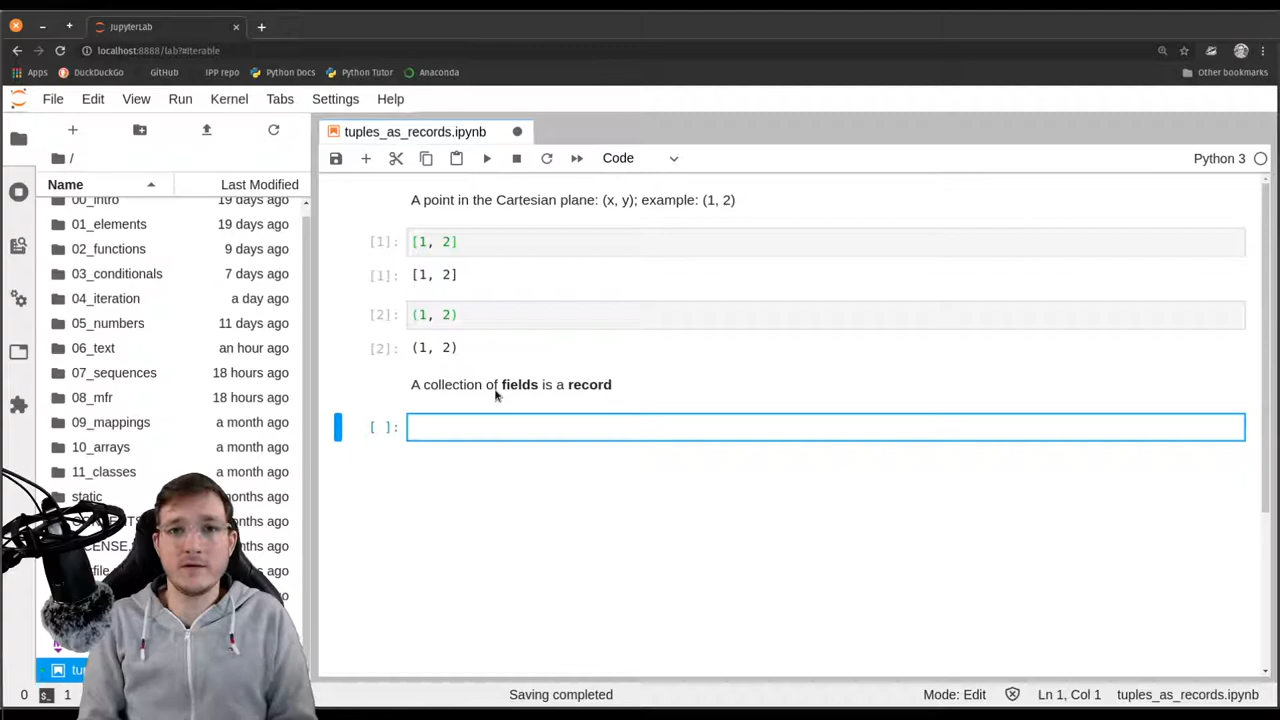 JupyterLab
localhost:8888/lab?#Iterable
Apps DuckDuckGo GitHub IPP repo Python Docs Python Tutor Anaconda Other bookmarks
File Edit View Run Kernel Tabs Settings Help
tuples_as_records.ipynb
/
Code Python 3
Name Last Modified
00_intro 19 days ago
01_elements 19 days ago
02_functions 9 days ago
03_conditionals 7 days ago
04_iteration a day ago
05_numbers 11 days ago
06_text an hour ago
07_sequences 18 hours ago
08_mfr 18 hours ago
09_mappings a month ago
10_arrays a month ago
11_classes a month ago
static months ago
ago
ago
ago
A point in the Cartesian plane: (x, y); example: (1, 2)
[1]: [1, 2]
[1]: [1, 2]
[2]: (1, 2)
[2]: (1, 2)
A collection of fields is a record
[ ]:
0 1 Saving completed Mode: Edit Ln 1, Col 1 tuples_as_records.ipynb